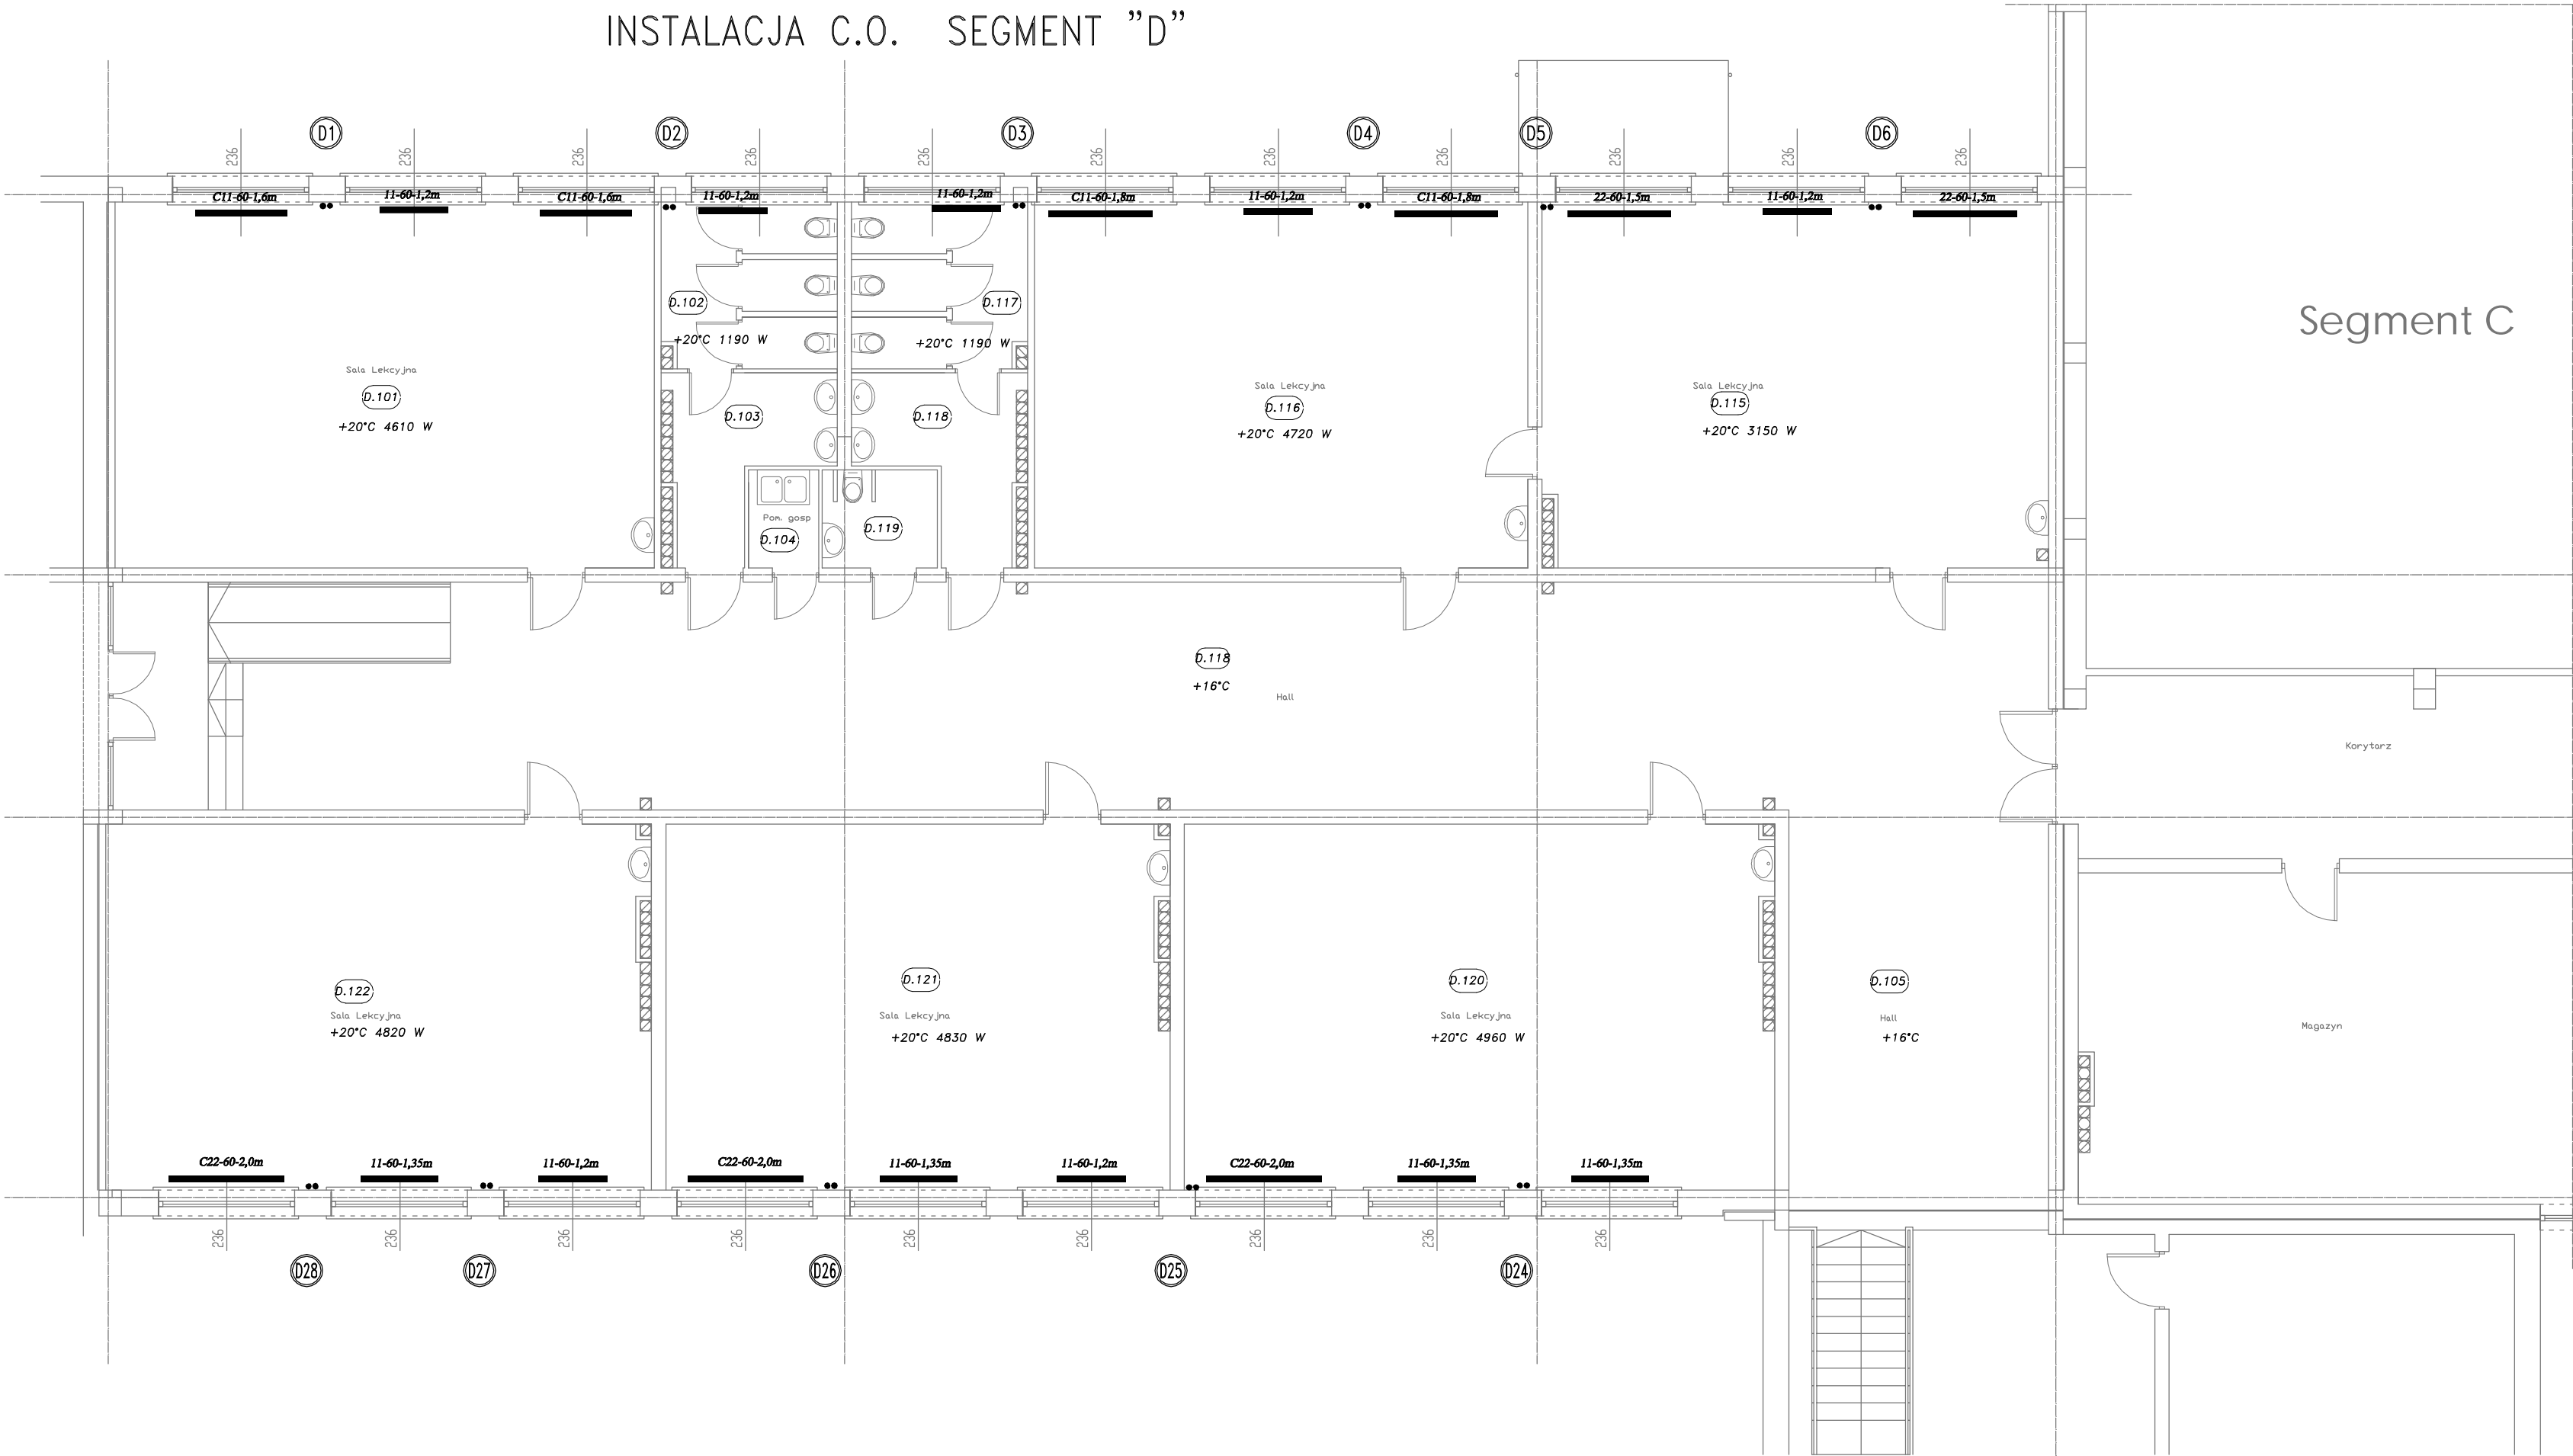 INSTALACJA C.O. SEGMENT "D"
D1 D2 D3 D4 D5 D6
236 236 236 236 236 236 236 236 236 236 236
C11-60-1,6m 11-60-1,2m C11-60-1,6m 11-60-1,2m 11-60-1,2m C11-60-1,8m 11-60-1,2m C11-60-1,8m 22-60-1,5m 11-60-1,2m 22-60-1,5m
D.102 D.117
Segment C
+20°C 1190 W +20°C 1190 W
Sala Lekcyjna Sala Lekcyjna Sala Lekcyjna
D.101 D.116 D.115
D.103 D.118
+20°C 4610 W +20°C 4720 W +20°C 3150 W
Pom. gosp
D.104 D.119
D.118
+16°C
Hall
Korytarz
D.122 D.121 D.120 D.105
Sala Lekcyjna Sala Lekcyjna Sala Lekcyjna Hall
Magazyn
+20°C 4820 W +20°C 4830 W +20°C 4960 W +16°C
C22-60-2,0m 11-60-1,35m 11-60-1,2m C22-60-2,0m 11-60-1,35m 11-60-1,2m C22-60-2,0m 11-60-1,35m 11-60-1,35m
236 236 236 236 236 236 236 236 236
D28 D27 D26 D25 D24